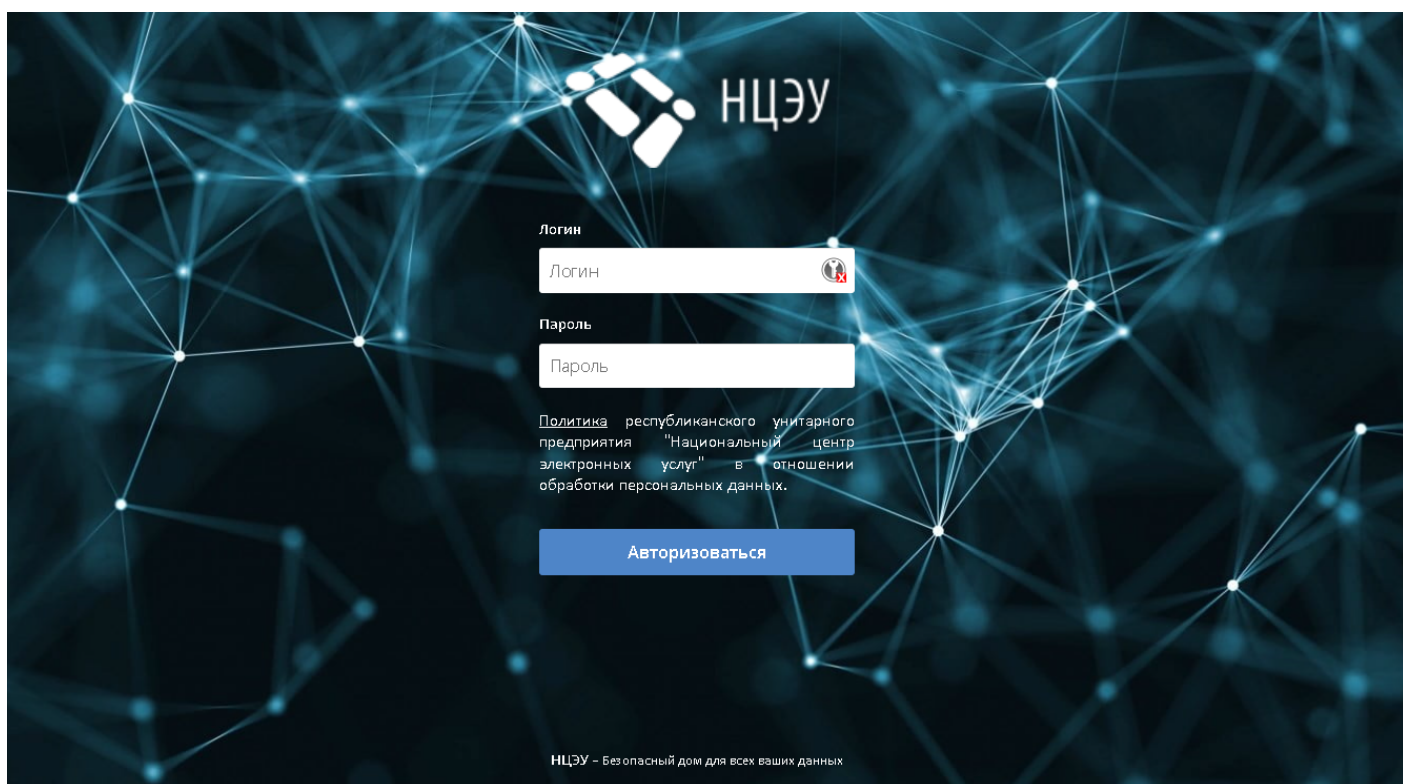 НЦЭУ
Логин
Логин
Пароль
Пароль
Политика республиканского унитарного
предприятия "Национальный центр
электронных услуг" в отношении
обработки персональных данных.
Авторизоваться
НЦЭУ – Безопасный дом для всех ваших данных